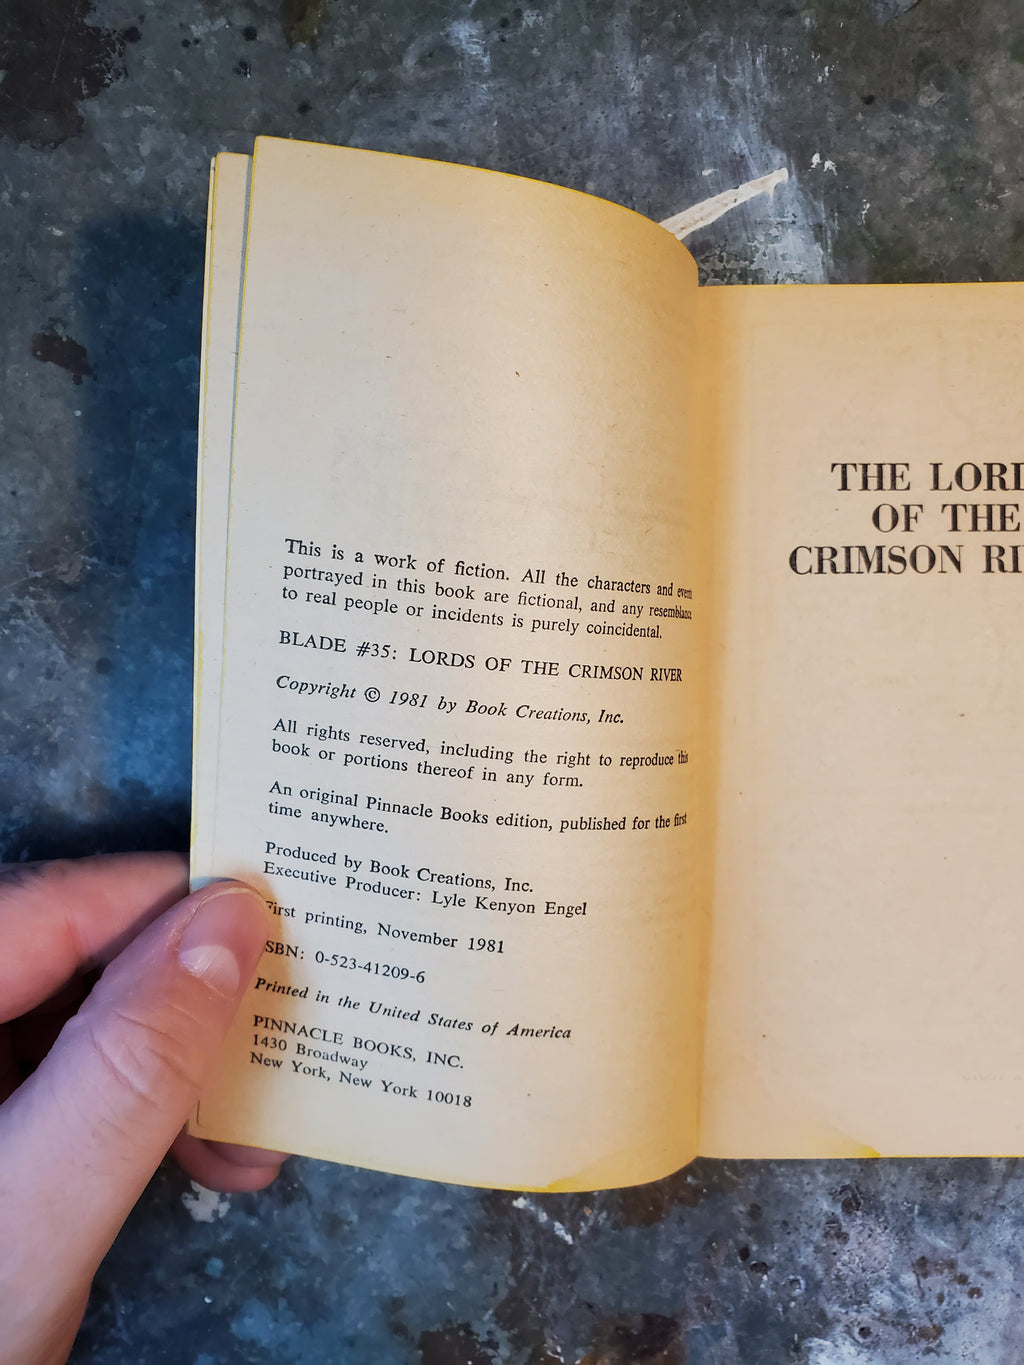 This is a work of fiction. All the characters and events
portrayed in this book are fictional, and any resemblance
to real people or incidents is purely coincidental.
BLADE #35: LORDS OF THE CRIMSON RIVER
Copyright © 1981 by Book Creations, Inc.
All rights reserved, including the right to reproduce this
book or portions thereof in any form.
An original Pinnacle Books edition, published for the first
time anywhere.
Produced by Book Creations, Inc.
Executive Producer: Lyle Kenyon Engel
First printing, November 1981
ISBN: 0-523-41209-6
Printed in the United States of America
PINNACLE BOOKS, INC.
1430 Broadway
New York, New York 10018
THE LORD
OF THE
CRIMSON RI